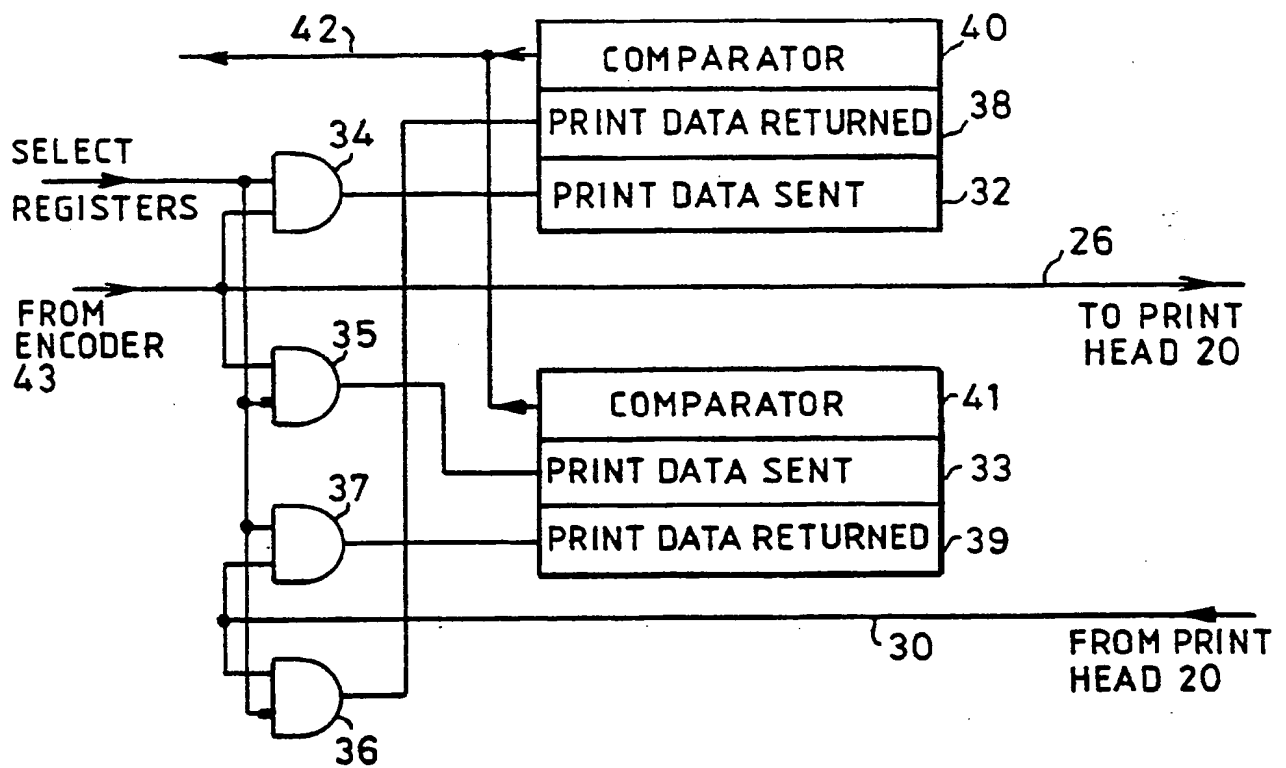 42
COMPARATOR
40
PRINT DATA RETURNED
38
SELECT
REGISTERS
34
PRINT DATA SENT
32
26
FROM
ENCODER
43
TO PRINT
HEAD 20
35
COMPARATOR
41
PRINT DATA SENT
33
37
PRINT DATA RETURNED
39
30
FROM PRINT
HEAD 20
36